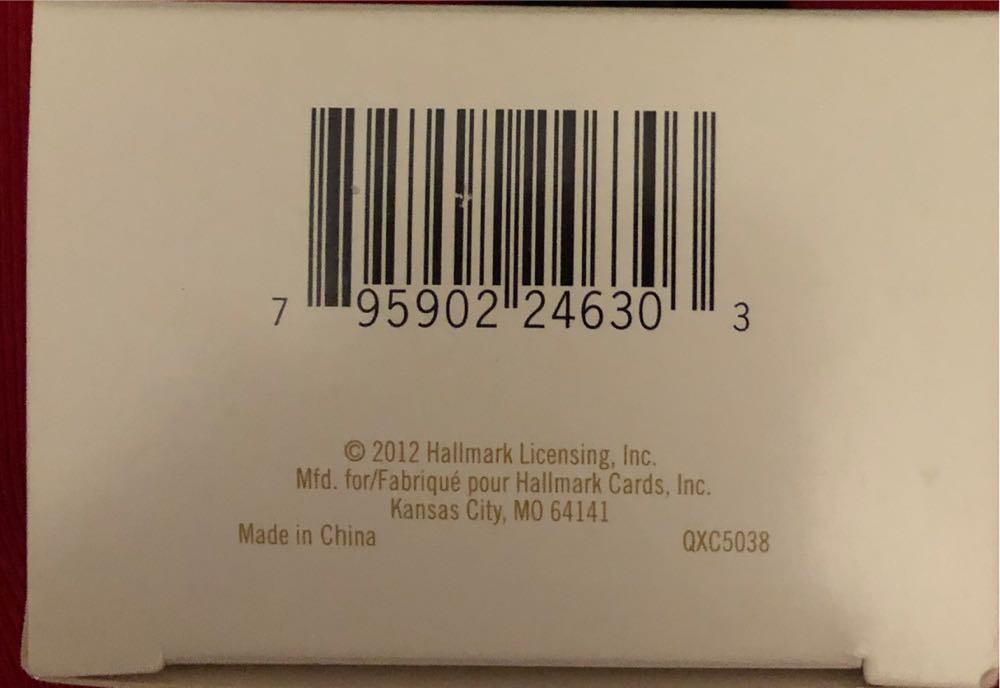 7 95902 24630 3
© 2012 Hallmark Licensing, Inc.
Mfd. for/Fabriqué pour Hallmark Cards, Inc.
Kansas City, MO 64141
Made in China QXC5038